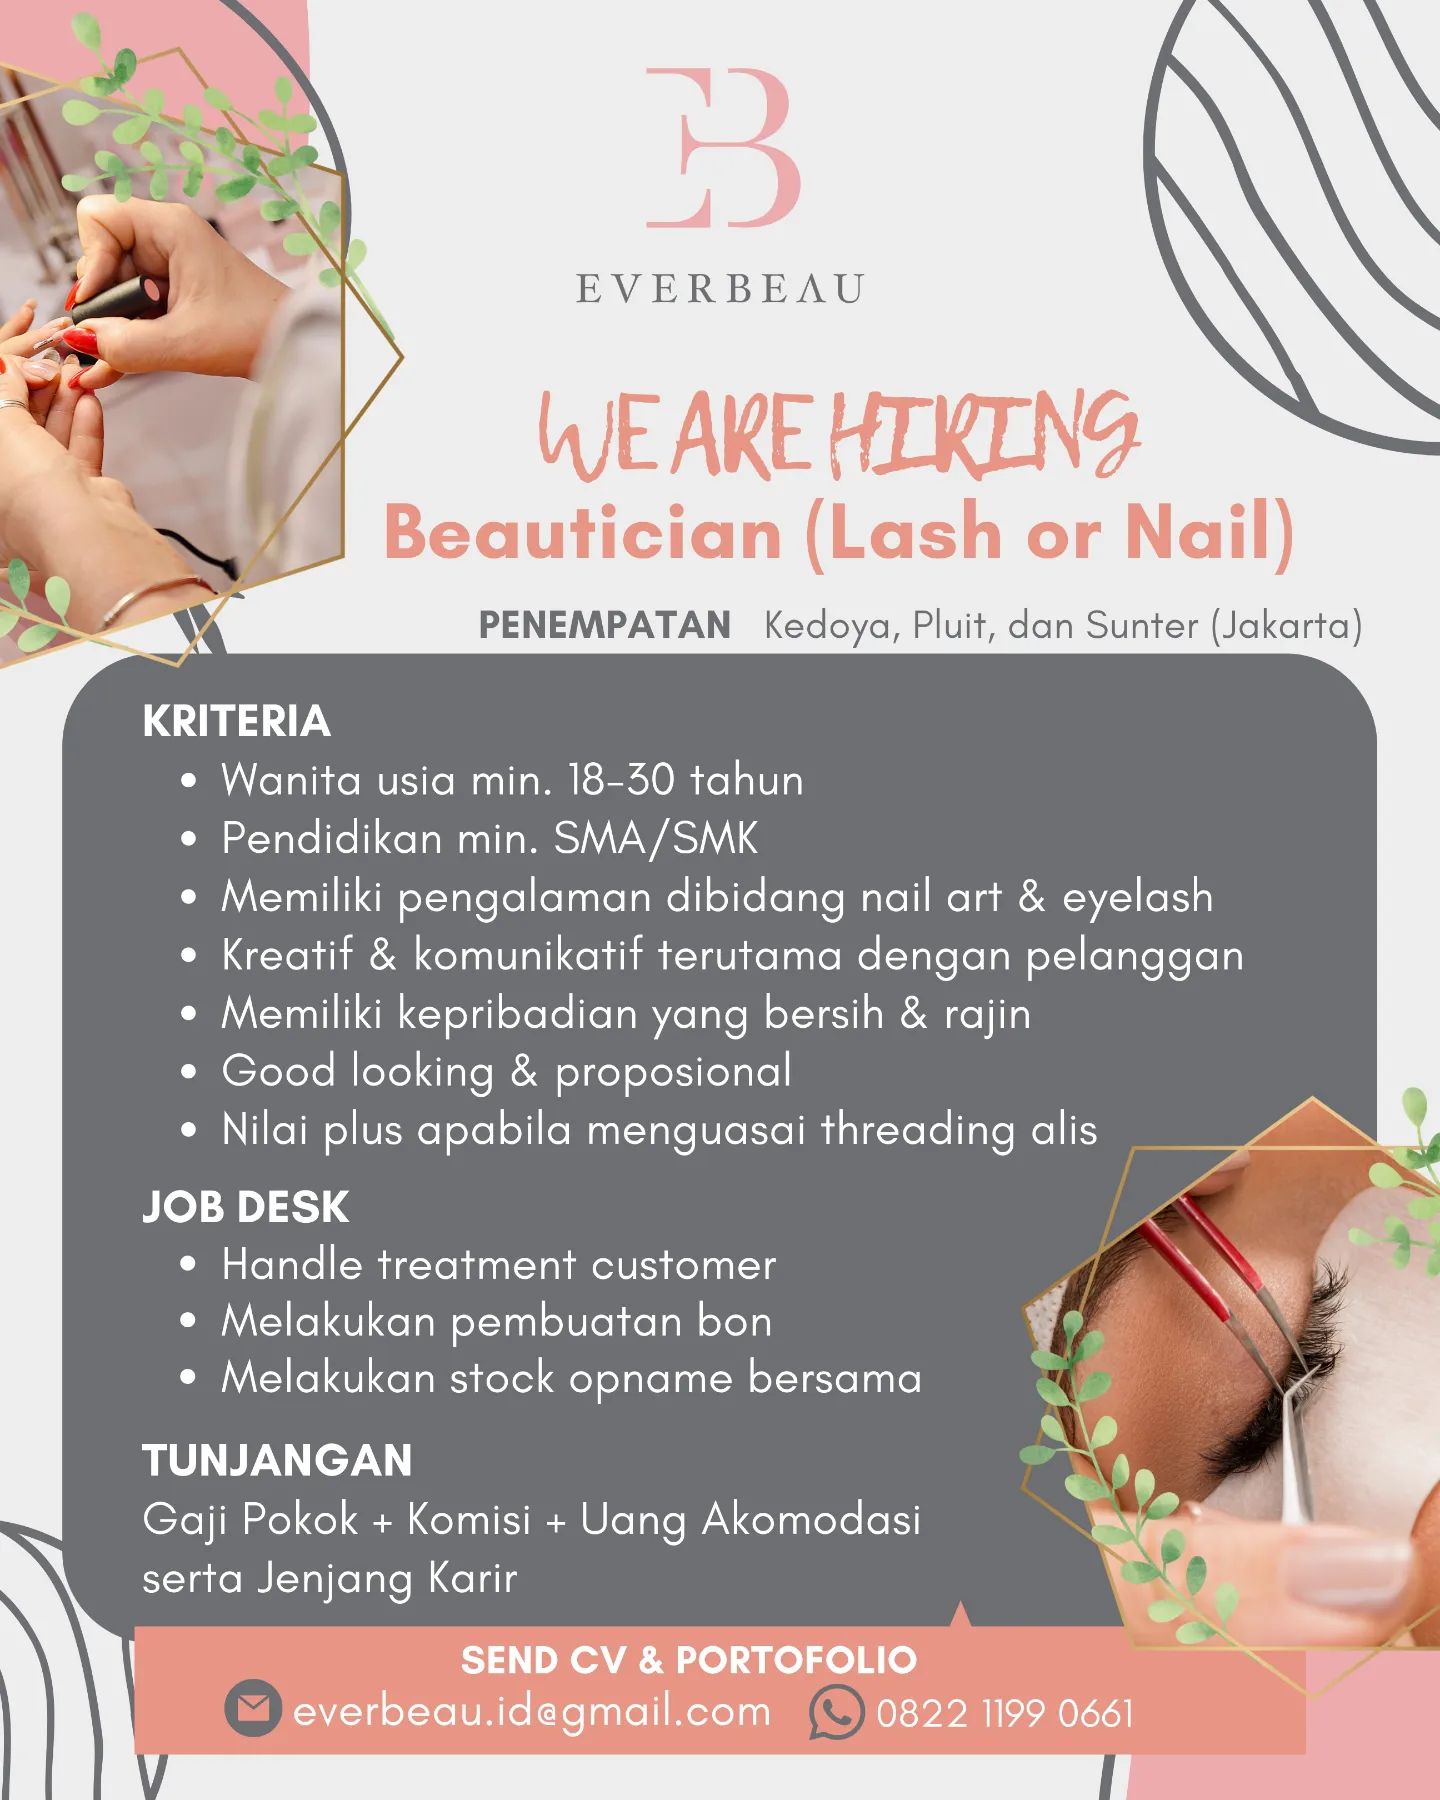 EB
EVERBEAU
WE ARE HIRING
Beautician (Lash or Nail)
PENEMPATAN Kedoya, Pluit, dan Sunter (Jakarta)
KRITERIA
• Wanita usia min. 18-30 tahun
• Pendidikan min. SMA/SMK
• Memiliki pengalaman dibidang nail art & eyelash
• Kreatif & komunikatif terutama dengan pelanggan
• Memiliki kepribadian yang bersih & rajin
• Good looking & proposional
• Nilai plus apabila menguasai threading alis
JOB DESK
• Handle treatment customer
• Melakukan pembuatan bon
• Melakukan stock opname bersama
TUNJANGAN
Gaji Pokok + Komisi + Uang Akomodasi
serta Jenjang Karir
SEND CV & PORTOFOLIO
everbeau.id@gmail.com 0822 1199 0661